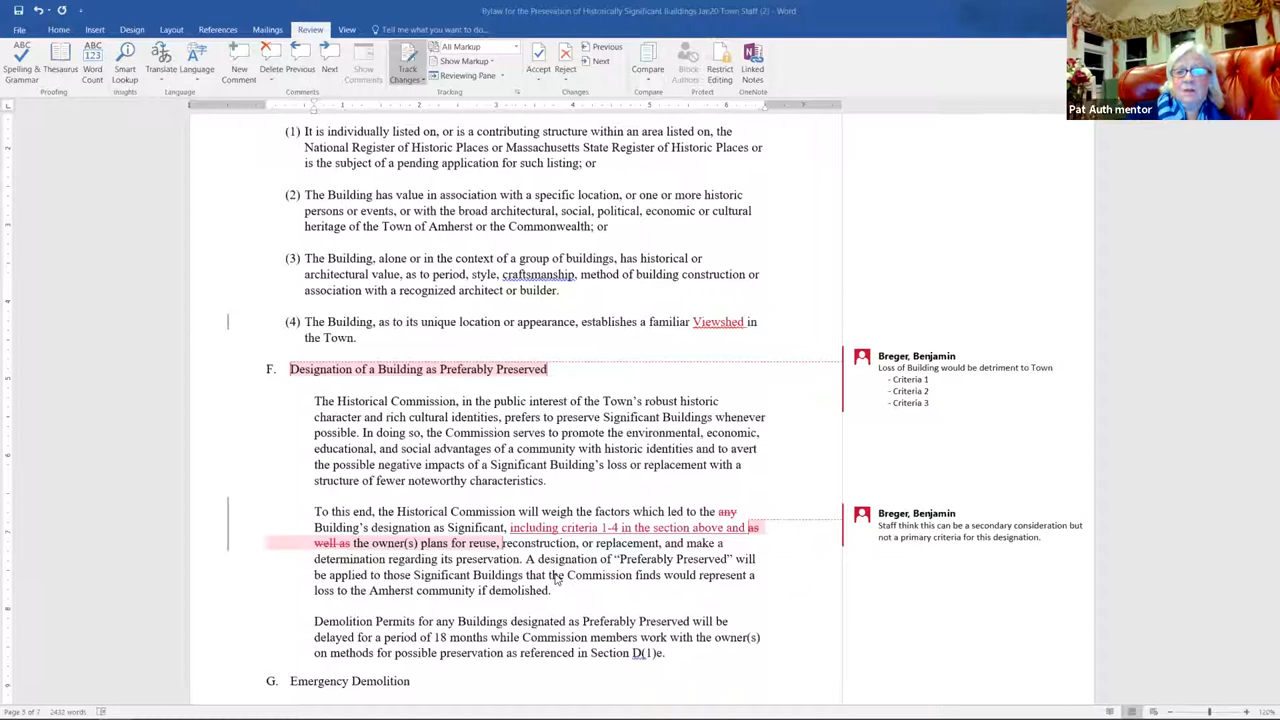 Bylaw for the Presevation of Historically Significant Buildings Jan20 Town Staff (2) - Word
File Home Insert Design Layout References Mailings Review View Tell me what you want to do...
ABC ABC 123
Spelling & Grammar Thesaurus Word Count Smart Lookup Translate Language New Comment Delete Previous Next Show Comments Track Changes All Markup Show Markup Reviewing Pane Accept Reject Previous Next Compare Block Authors Restrict Editing Linked Notes
Proofing Insights Language Comments Tracking Changes Compare Protect OneNote
Pat Auth mentor
1 1 2 3 4 5 6 7
(1) It is individually listed on, or is a contributing structure within an area listed on, the
National Register of Historic Places or Massachusetts State Register of Historic Places or
is the subject of a pending application for such listing; or
(2) The Building has value in association with a specific location, or one or more historic
persons or events, or with the broad architectural, social, political, economic or cultural
heritage of the Town of Amherst or the Commonwealth; or
(3) The Building, alone or in the context of a group of buildings, has historical or
architectural value, as to period, style, craftsmanship, method of building construction or
association with a recognized architect or builder.
(4) The Building, as to its unique location or appearance, establishes a familiar Viewshed in
the Town.
F. Designation of a Building as Preferably Preserved
Breger, Benjamin
Loss of Building would be detriment to Town
- Criteria 1
- Criteria 2
- Criteria 3
The Historical Commission, in the public interest of the Town's robust historic
character and rich cultural identities, prefers to preserve Significant Buildings whenever
possible. In doing so, the Commission serves to promote the environmental, economic,
educational, and social advantages of a community with historic identities and to avert
the possible negative impacts of a Significant Building's loss or replacement with a
structure of fewer noteworthy characteristics.
To this end, the Historical Commission will weigh the factors which led to the any
Building's designation as Significant, including criteria 1-4 in the section above and as
well as the owner(s) plans for reuse, reconstruction, or replacement, and make a
determination regarding its preservation. A designation of “Preferably Preserved” will
be applied to those Significant Buildings that the Commission finds would represent a
loss to the Amherst community if demolished.
Breger, Benjamin
Staff think this can be a secondary consideration but
not a primary criteria for this designation.
Demolition Permits for any Buildings designated as Preferably Preserved will be
delayed for a period of 18 months while Commission members work with the owner(s)
on methods for possible preservation as referenced in Section D(1)e.
G. Emergency Demolition
Page 5 of 7 2432 words 120%